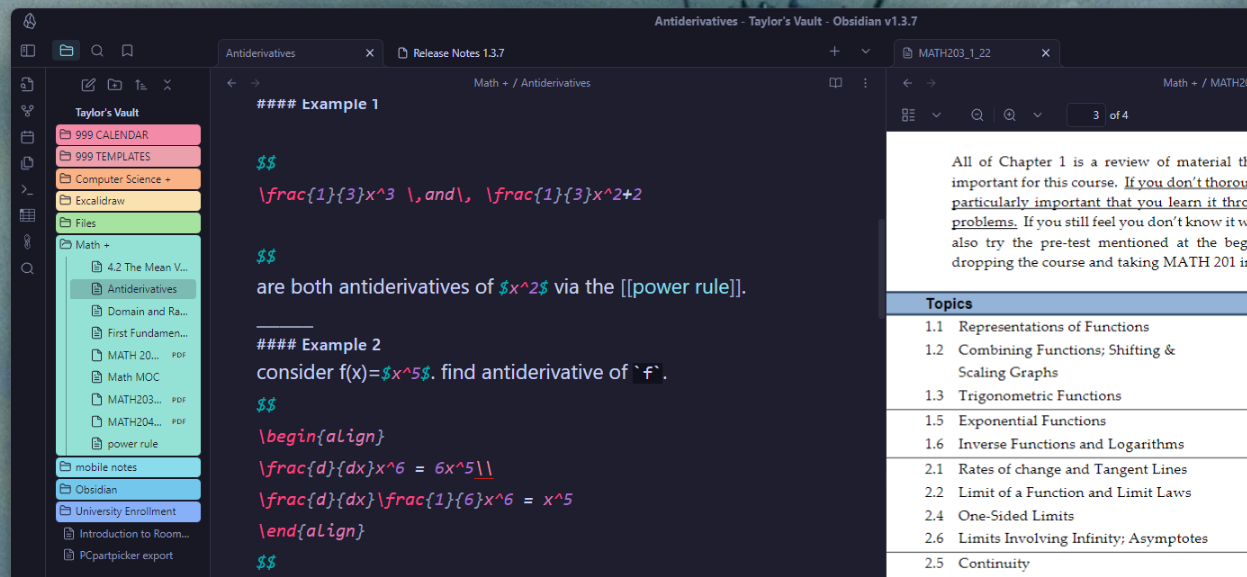 Antiderivatives - Taylor's Vault - Obsidian v1.3.7
Antiderivatives
Release Notes 1.3.7
MATH203_1_22
Math + / Antiderivatives
Math + / MATH20
3 of 4
Taylor's Vault
999 CALENDAR
999 TEMPLATES
Computer Science +
Excalidraw
Files
Math +
4.2 The Mean V...
Antiderivatives
Domain and Ra...
First Fundamen...
MATH 20... PDF
Math MOC
MATH203... PDF
MATH204... PDF
power rule
mobile notes
Obsidian
University Enrollment
Introduction to Room...
PCpartpicker export
#### Example 1
$$
\frac{1}{3}x^3 \,and\, \frac{1}{3}x^2+2
$$
are both antiderivatives of $x^2$ via the [[power rule]].
______
#### Example 2
consider f(x)=$x^5$. find antiderivative of `f`.
$$
\begin{align}
\frac{d}{dx}x^6 = 6x^5\\
\frac{d}{dx}\frac{1}{6}x^6 = x^5
\end{align}
$$
All of Chapter 1 is a review of material th
important for this course. If you don't thorou
particularly important that you learn it thro
problems. If you still feel you don't know it w
also try the pre-test mentioned at the beg
dropping the course and taking MATH 201 i
Topics
1.1 Representations of Functions
1.2 Combining Functions; Shifting &
Scaling Graphs
1.3 Trigonometric Functions
1.5 Exponential Functions
1.6 Inverse Functions and Logarithms
2.1 Rates of change and Tangent Lines
2.2 Limit of a Function and Limit Laws
2.4 One-Sided Limits
2.6 Limits Involving Infinity; Asymptotes
2.5 Continuity